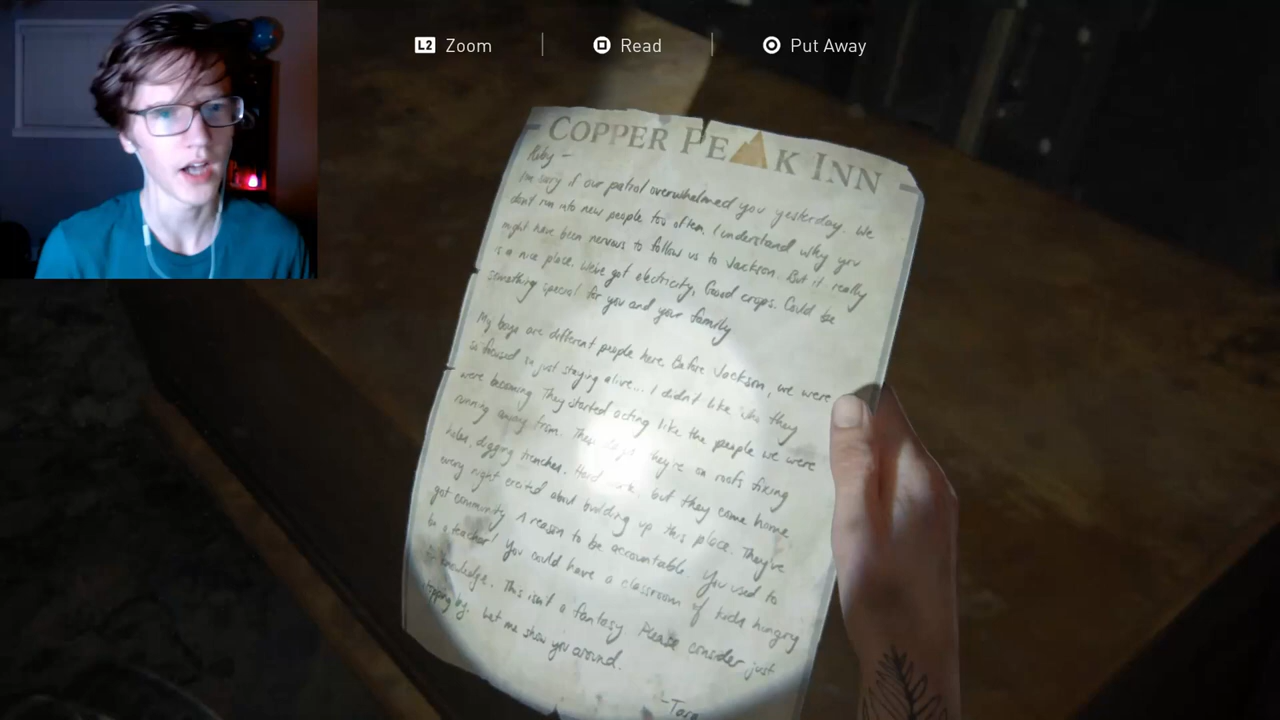 L2 Zoom
Read
Put Away
COPPER PEAK INN
Ruby —
I'm sorry if our patrol overwhelmed you yesterday. We
don't run into new people too often. I understand why you
might have been nervous to follow us to Jackson. But it really
is a nice place. We've got electricity, Good crops. Could be
something special for you and your family
My boys are different people here. Before Jackson, we were
so focused on just staying alive... I didn't like who they
were becoming. They started acting like the people we were
running away from. These they're on roofs fixing
holes, digging trenches. Hard but they come home
every night excited about building up this place. They've
got community. A reason to be accountable. You used to
be a teacher! You could have a classroom of kids hungry
knowledge. This isn't a fantasy. Please consider just
by. Let me show you around.
-Tara